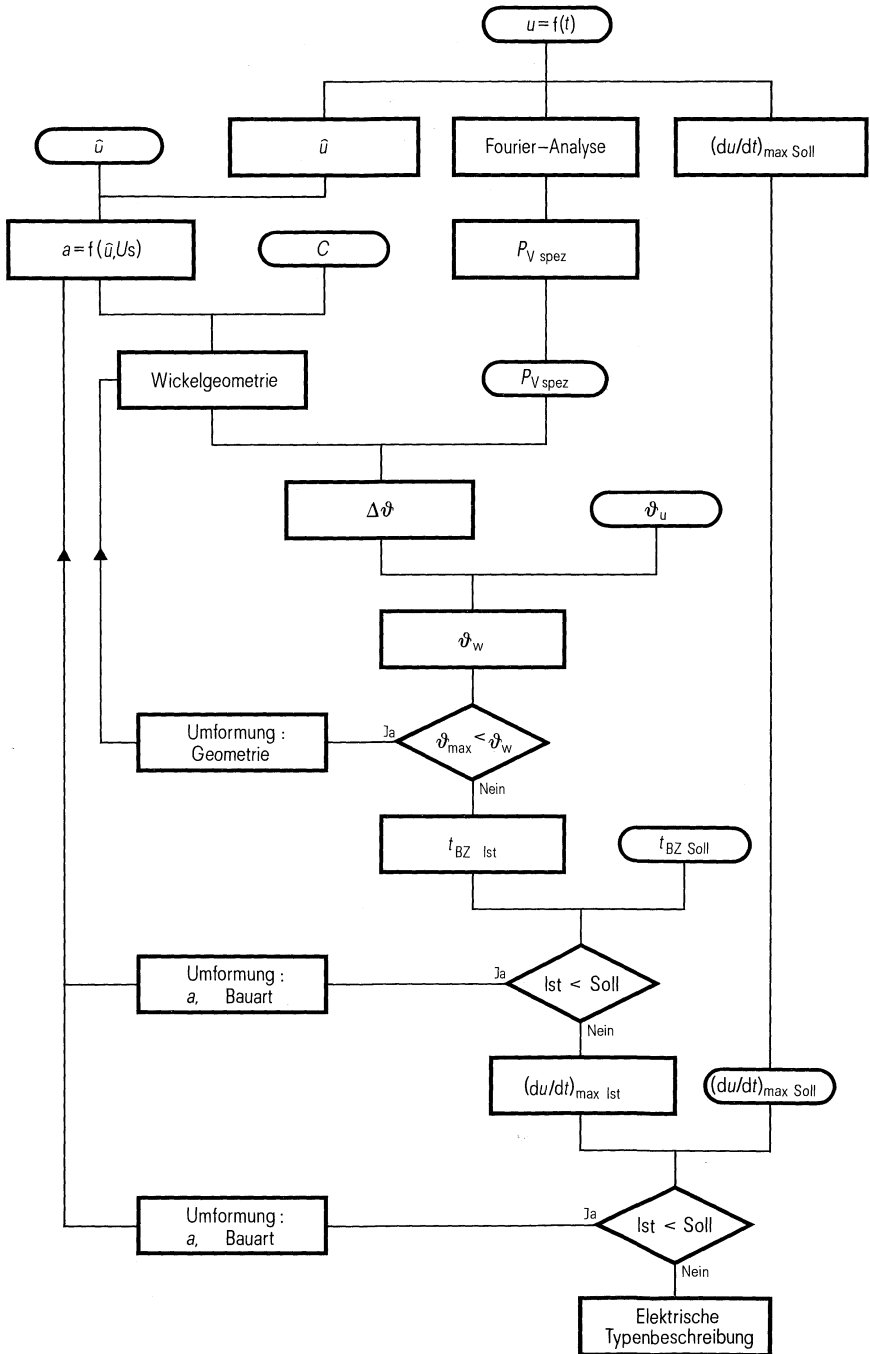 u = f(t)
û
û
Fourier–Analyse
(du/dt)max Soll
a = f (û,Us)
C
PV spez
Wickelgeometrie
PV spez
Δϑ
ϑu
ϑw
Umformung :
Geometrie
Ja
ϑmax < ϑw
Nein
tBZ Ist
tBZ Soll
Umformung :
a, Bauart
Ja
Ist < Soll
Nein
(du/dt)max Ist
(du/dt)max Soll
Umformung :
a, Bauart
Ja
Ist < Soll
Nein
Elektrische
Typenbeschreibung